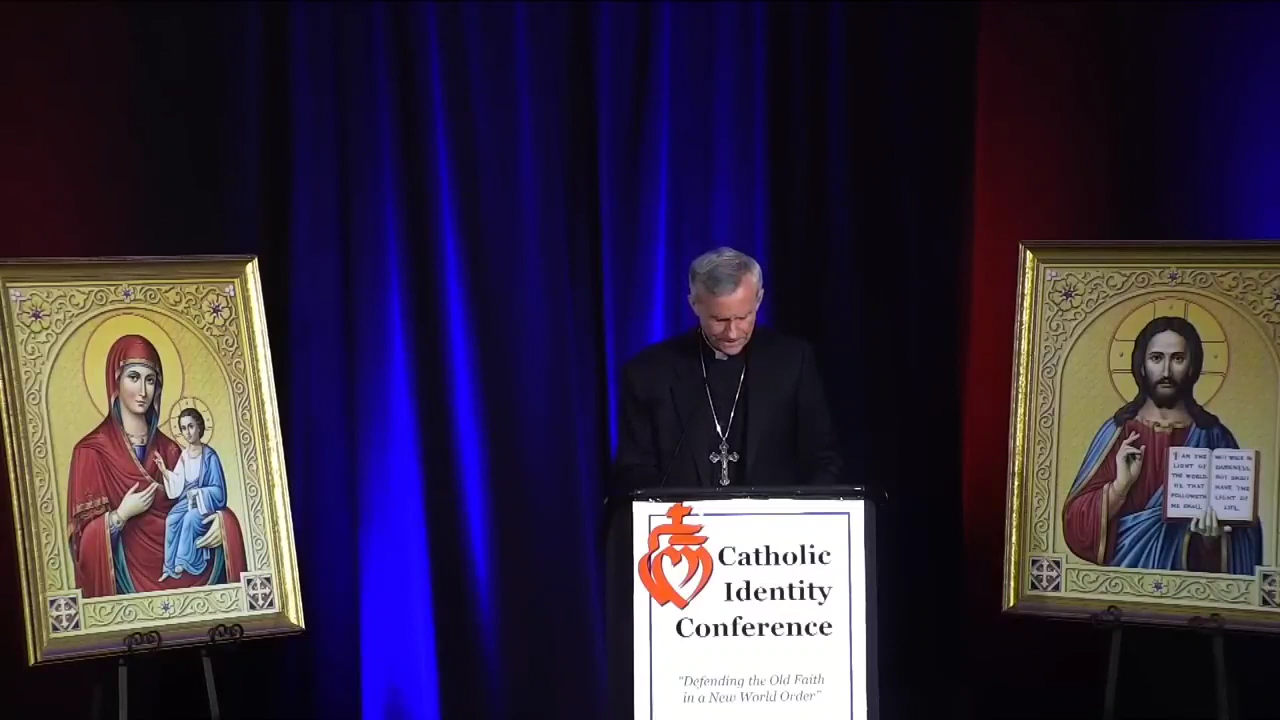 Catholic
Identity
Conference
"Defending the Old Faith
in a New World Order"
I AM THE
LIGHT OF
THE WORLD
HE THAT
FOLLOWETH
ME SHALL
NOT WALK IN
DARKNESS
BUT SHALL
HAVE THE
LIGHT OF
LIFE.